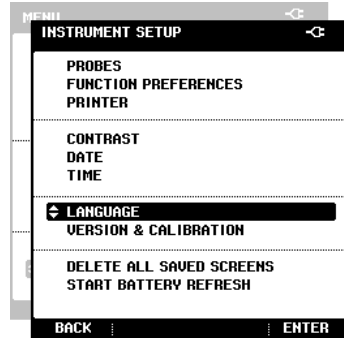 MENU
INSTRUMENT SETUP
PROBES
FUNCTION PREFERENCES
PRINTER
CONTRAST
DATE
TIME
LANGUAGE
VERSION & CALIBRATION
DELETE ALL SAVED SCREENS
START BATTERY REFRESH
BACK
ENTER